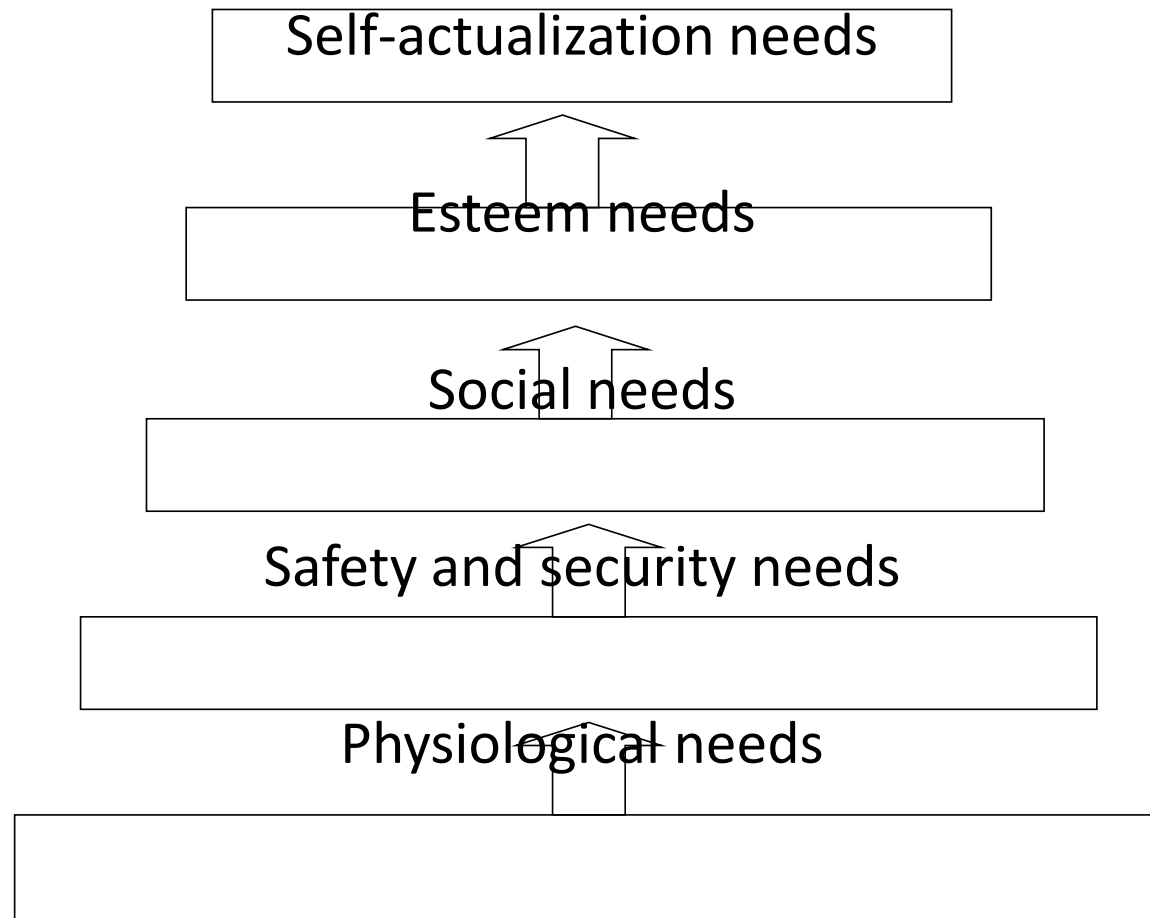 Self-actualization needs
Esteem needs
Social needs
Safety and security needs
Physiological needs